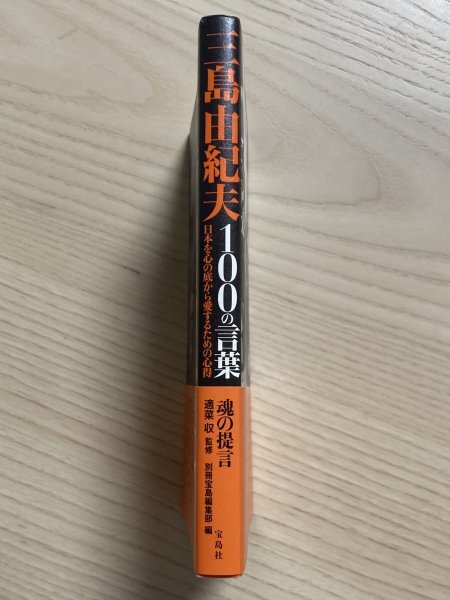 三島由紀夫100の言葉
日本を心の底から愛するための心得
魂の提言
適菜 収 監修 別冊宝島編集部 編
宝島社